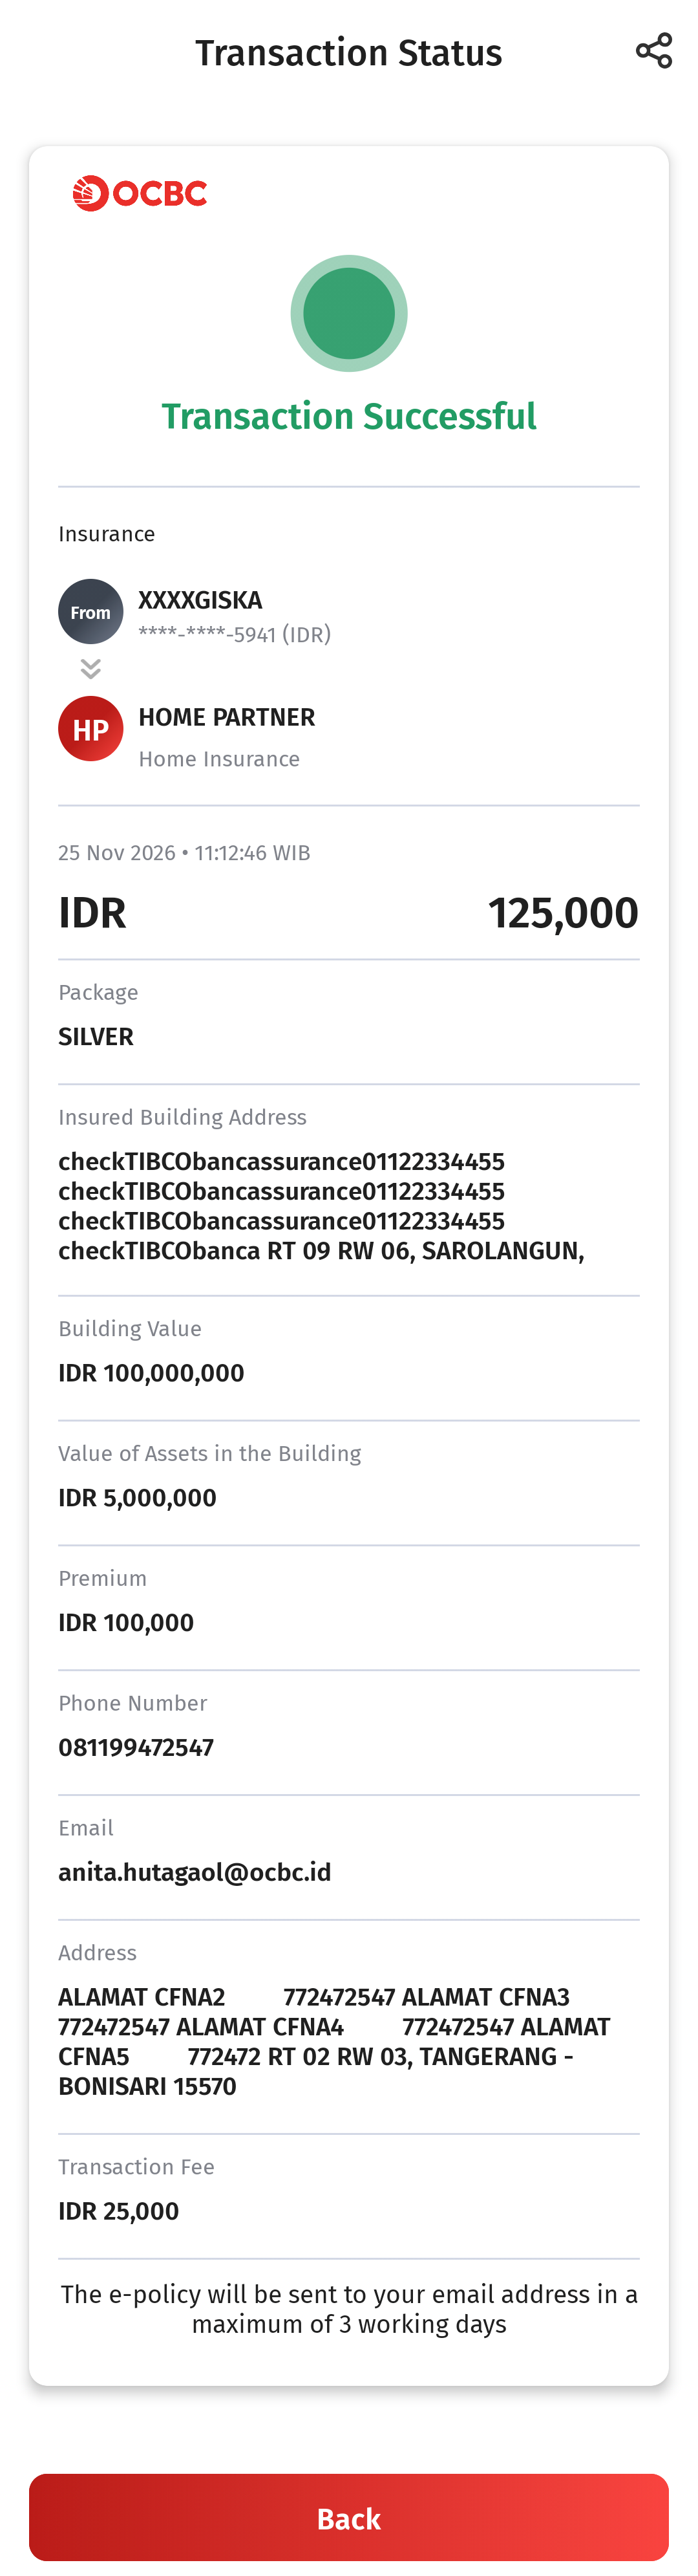 Transaction Status
OCBC
Transaction Successful
Insurance
From
XXXXGISKA
****-****-5941 (IDR)
HP
HOME PARTNER
Home Insurance
25 Nov 2026 • 11:12:46 WIB
IDR 125,000
Package
SILVER
Insured Building Address
checkTIBCObancassurance01122334455
checkTIBCObancassurance01122334455
checkTIBCObancassurance01122334455
checkTIBCObanca RT 09 RW 06, SAROLANGUN,
Building Value
IDR 100,000,000
Value of Assets in the Building
IDR 5,000,000
Premium
IDR 100,000
Phone Number
081199472547
Email
anita.hutagaol@ocbc.id
Address
ALAMAT CFNA2 772472547 ALAMAT CFNA3
772472547 ALAMAT CFNA4 772472547 ALAMAT
CFNA5 772472 RT 02 RW 03, TANGERANG -
BONISARI 15570
Transaction Fee
IDR 25,000
The e-policy will be sent to your email address in a
maximum of 3 working days
Back